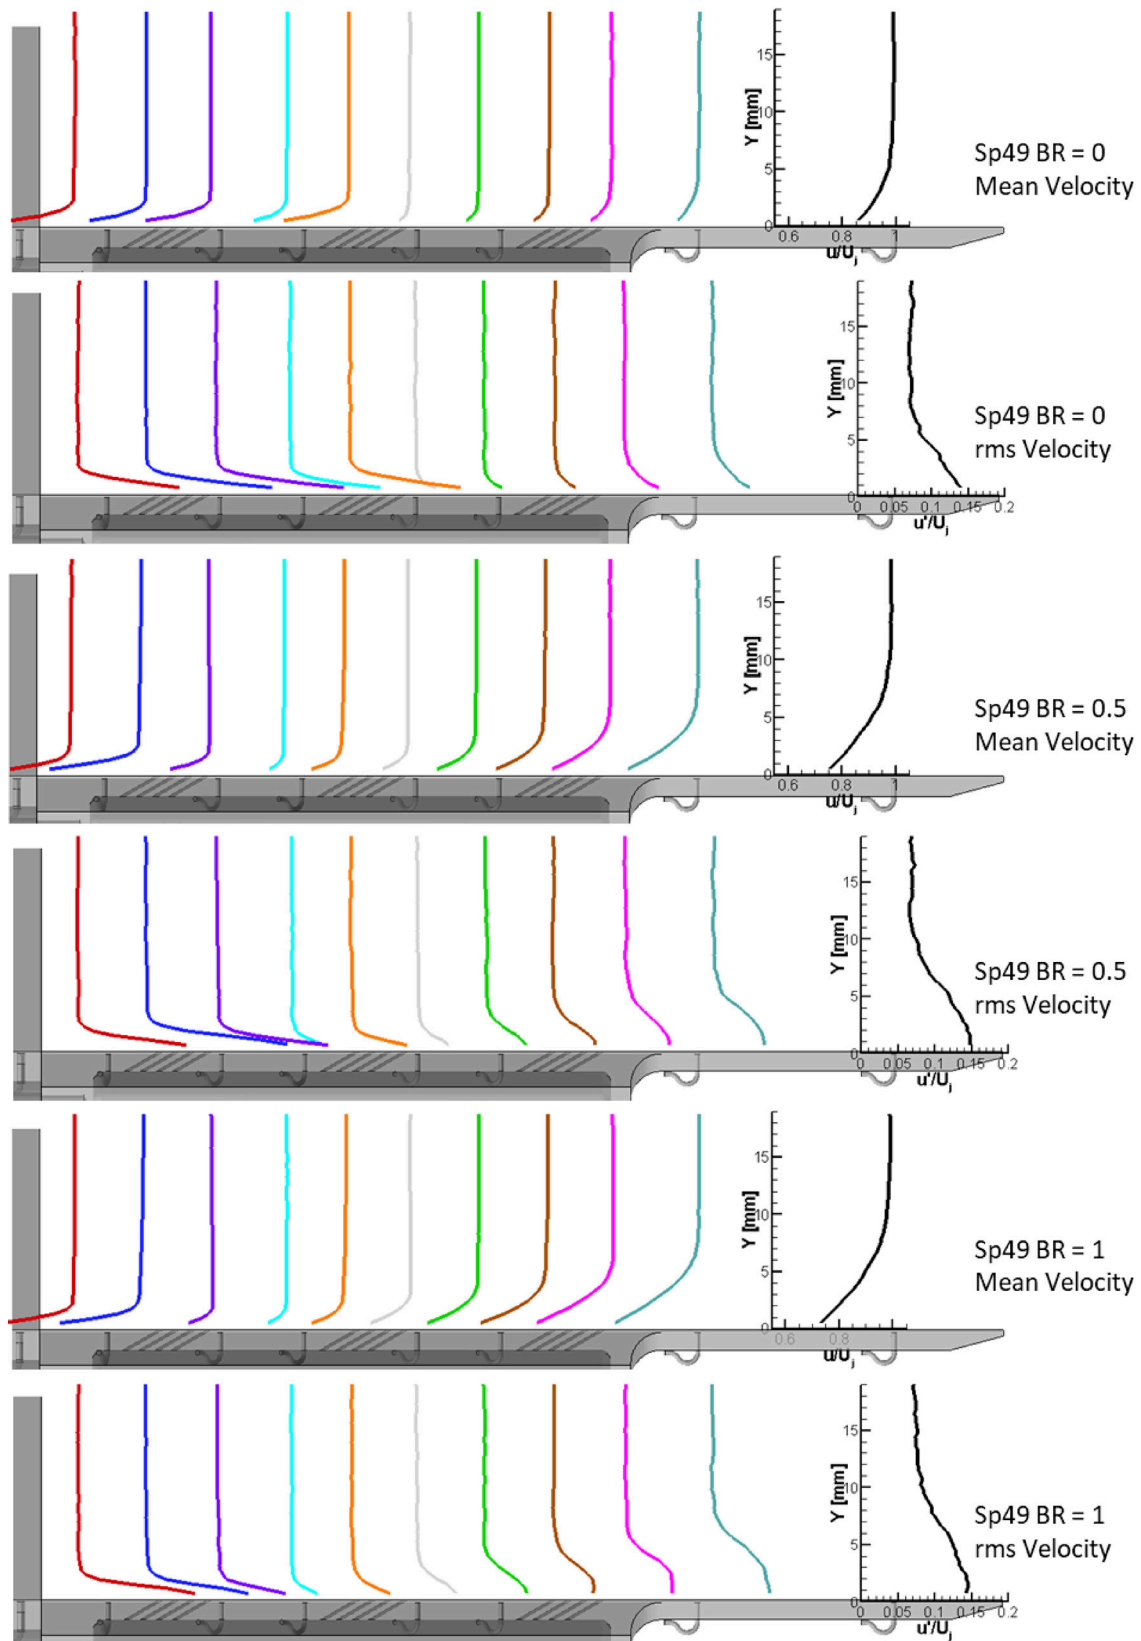 15
10
5
0
Y [mm]
0.6 0.8 1
u/Uj
Sp49 BR = 0
Mean Velocity
15
10
5
0
Y [mm]
0 0.05 0.1 0.15 0.2
u'/Uj
Sp49 BR = 0
rms Velocity
15
10
5
0
Y [mm]
0.6 0.8 1
u/Uj
Sp49 BR = 0.5
Mean Velocity
15
10
5
0
Y [mm]
0 0.05 0.1 0.15 0.2
u'/Uj
Sp49 BR = 0.5
rms Velocity
15
10
5
0
Y [mm]
0.6 0.8 1
u/Uj
Sp49 BR = 1
Mean Velocity
15
10
5
0
Y [mm]
0 0.05 0.1 0.15 0.2
u'/Uj
Sp49 BR = 1
rms Velocity